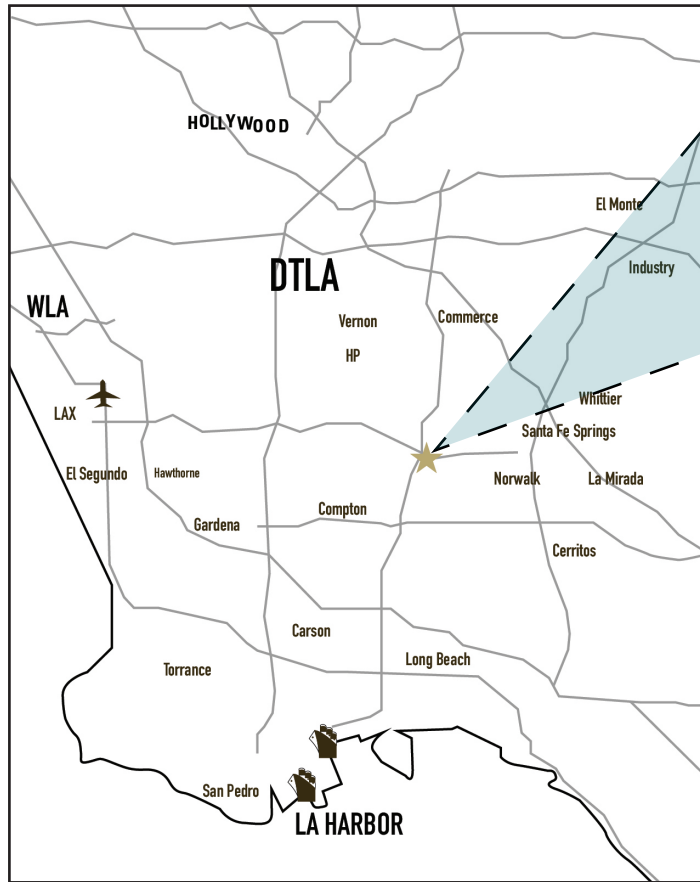 HOLLYWOOD
El Monte
DTLA
Industry
WLA
Vernon
Commerce
HP
Whittier
LAX
Santa Fe Springs
El Segundo
Hawthorne
Norwalk
La Mirada
Compton
Gardena
Cerritos
Carson
Long Beach
Torrance
San Pedro
LA HARBOR